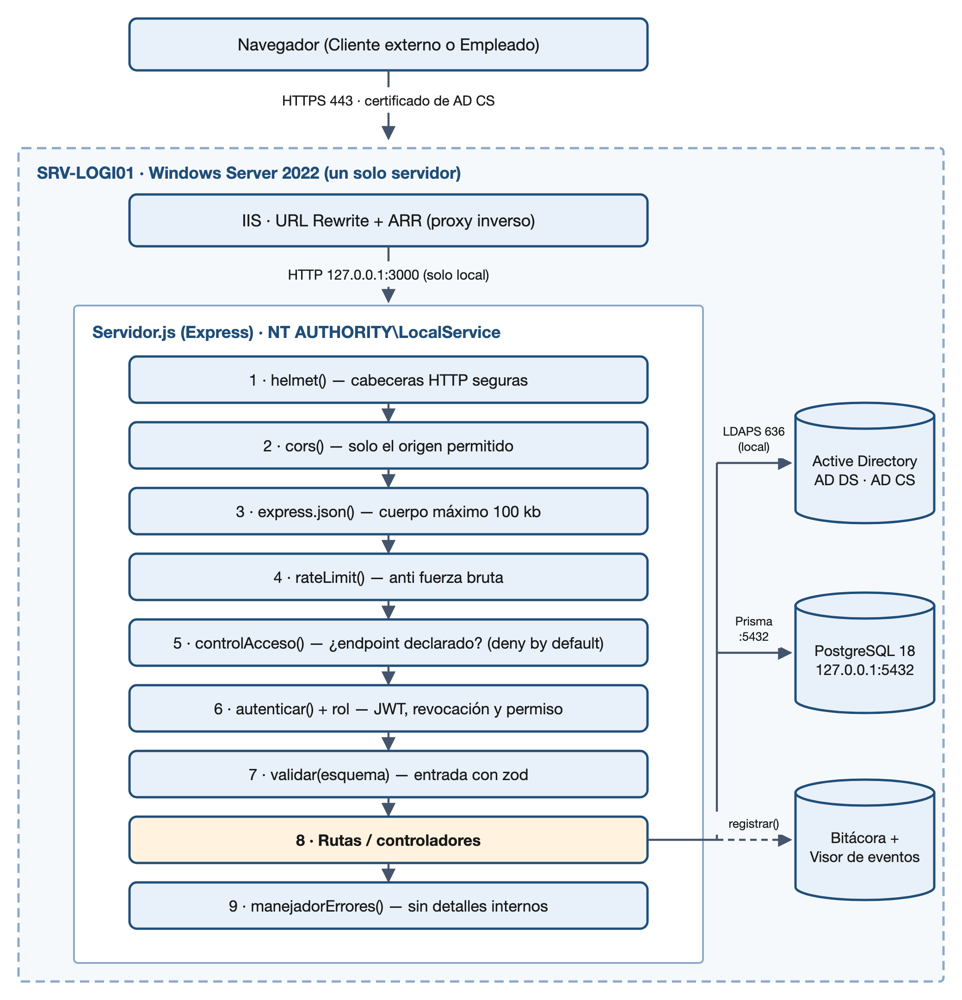 Navegador (Cliente externo o Empleado)
HTTPS 443 · certificado de AD CS
SRV-LOGI01 · Windows Server 2022 (un solo servidor)
IIS · URL Rewrite + ARR (proxy inverso)
HTTP 127.0.0.1:3000 (solo local)
Servidor.js (Express) · NT AUTHORITY\LocalService
1 · helmet() — cabeceras HTTP seguras
2 · cors() — solo el origen permitido
3 · express.json() — cuerpo máximo 100 kb
4 · rateLimit() — anti fuerza bruta
5 · controlAcceso() — ¿endpoint declarado? (deny by default)
6 · autenticar() + rol — JWT, revocación y permiso
7 · validar(esquema) — entrada con zod
8 · Rutas / controladores
9 · manejadorErrores() — sin detalles internos
LDAPS 636
(local)
Active Directory
AD DS · AD CS
Prisma
:5432
PostgreSQL 18
127.0.0.1:5432
registrar()
Bitácora +
Visor de eventos